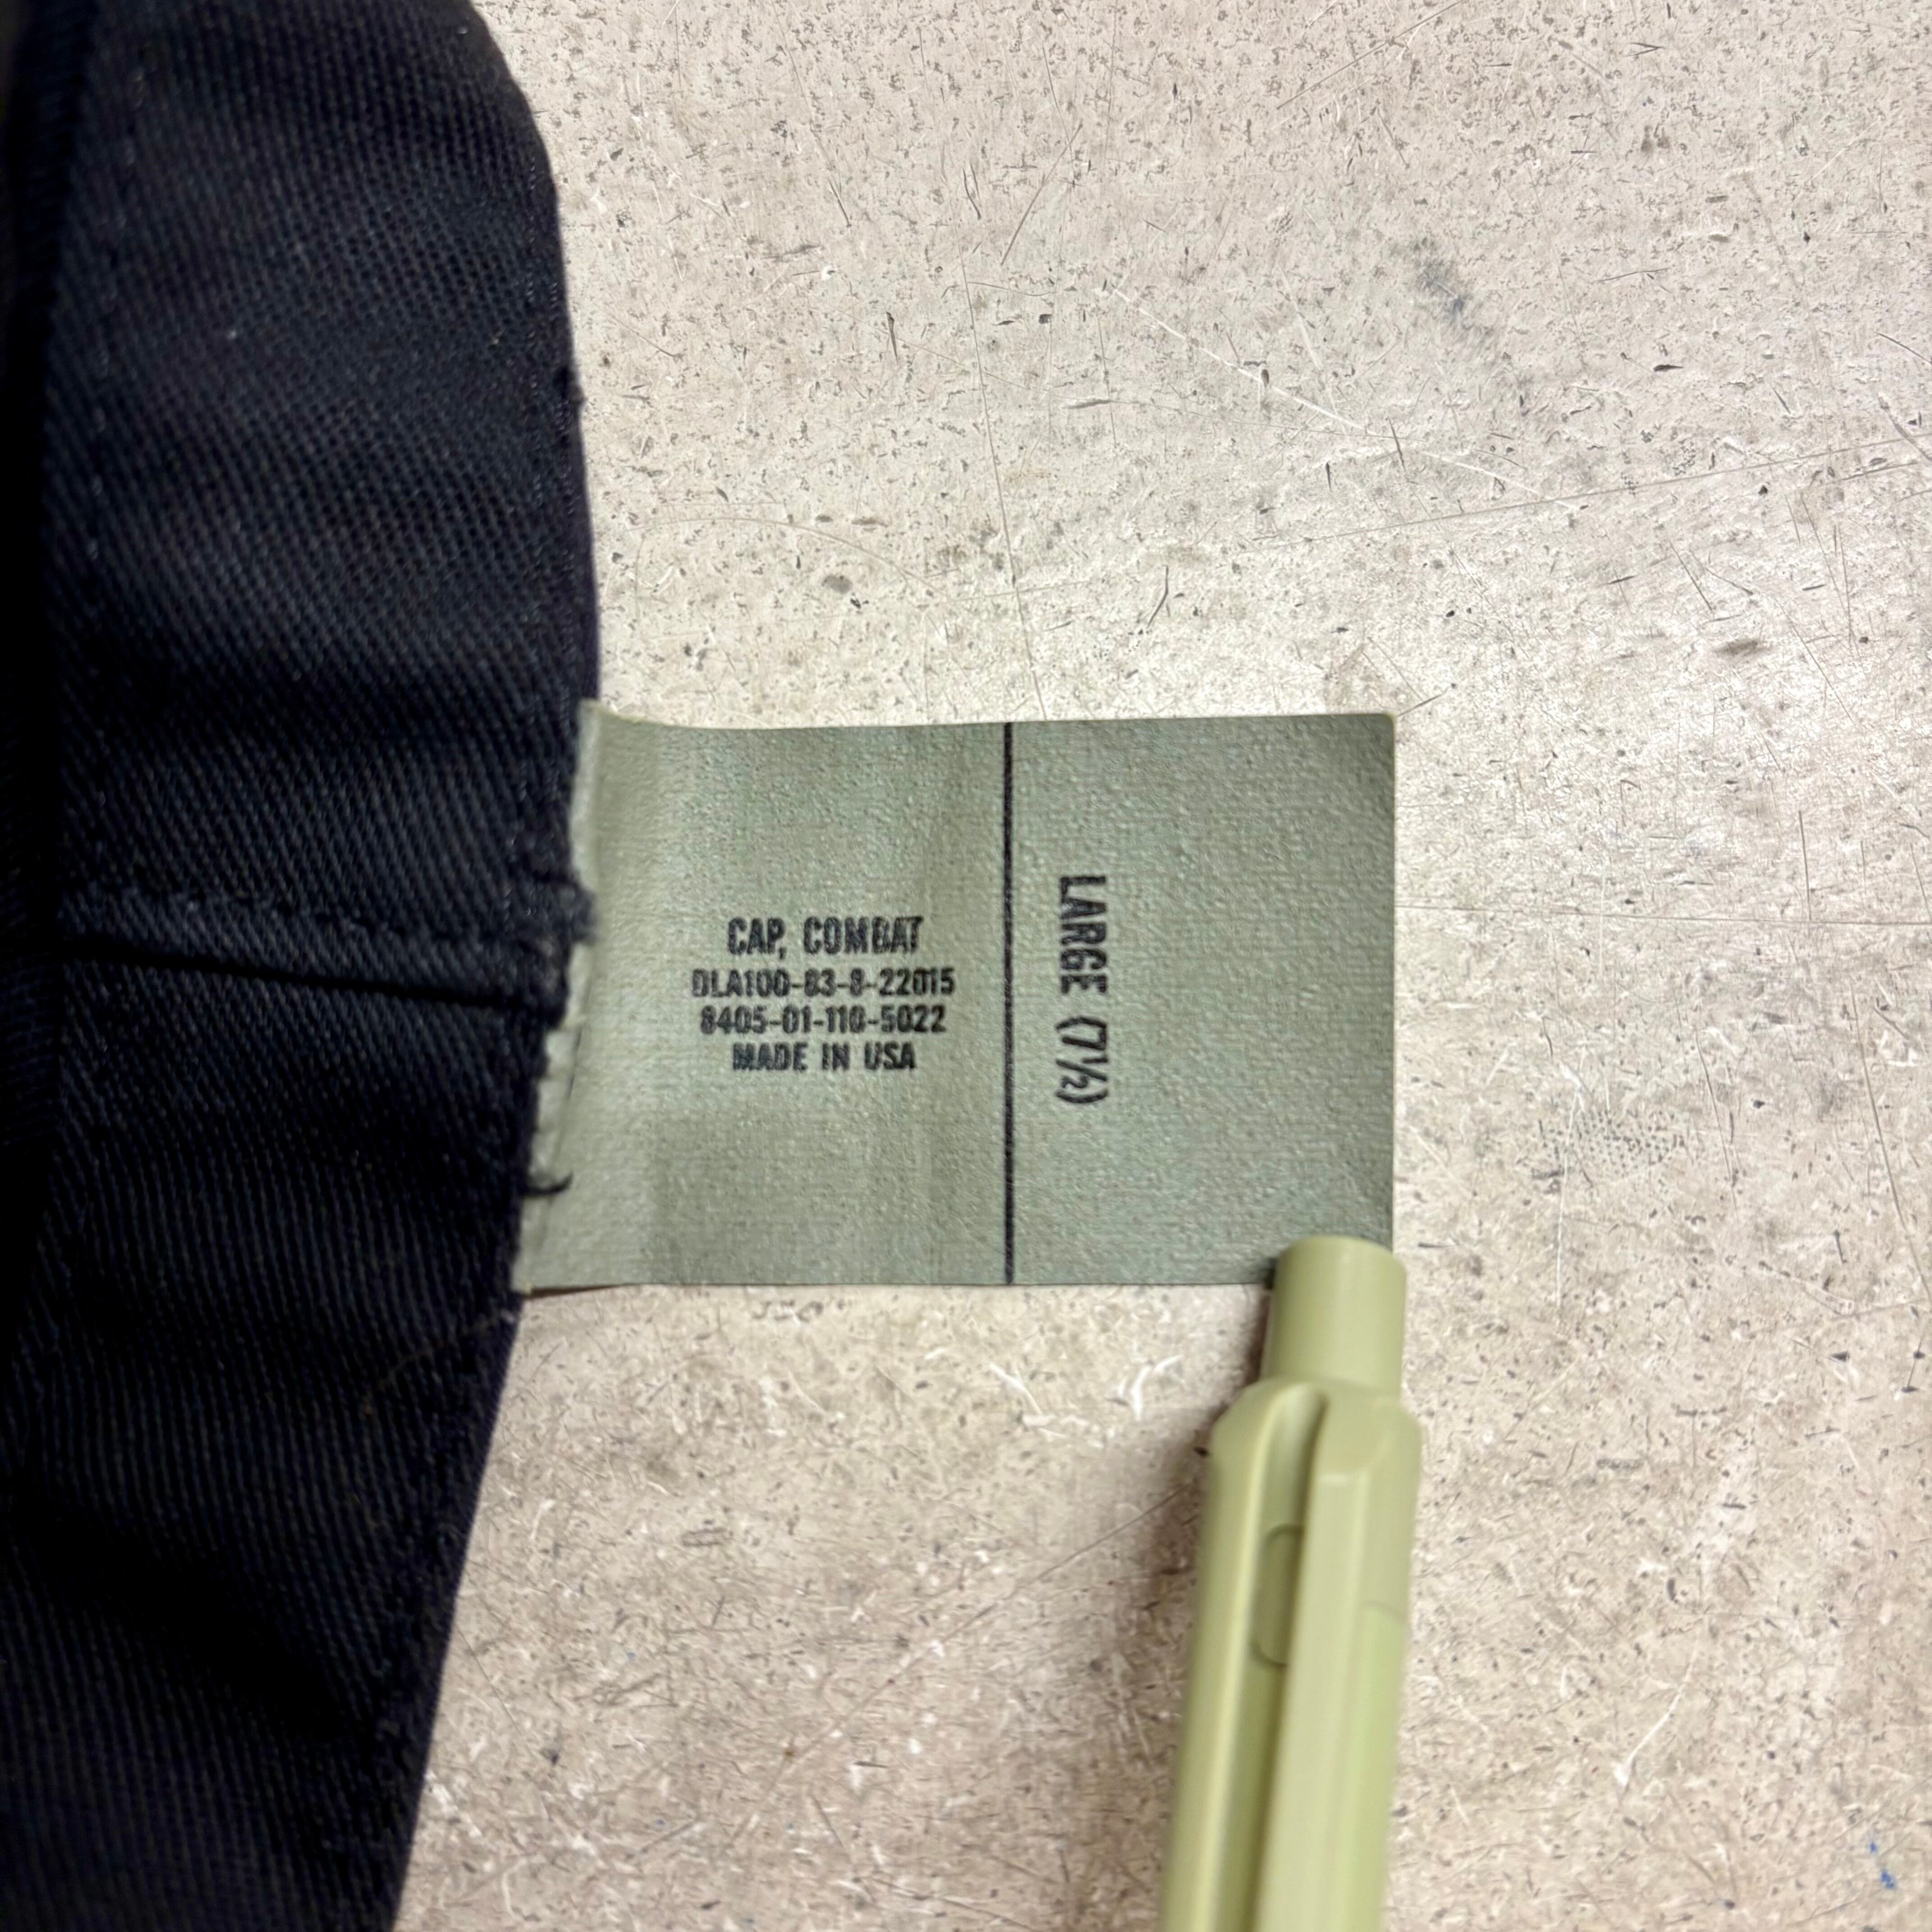 CAP, COMBAT
DLA100-83-8-22015
8405-01-110-5022
MADE IN USA
LARGE (7½)